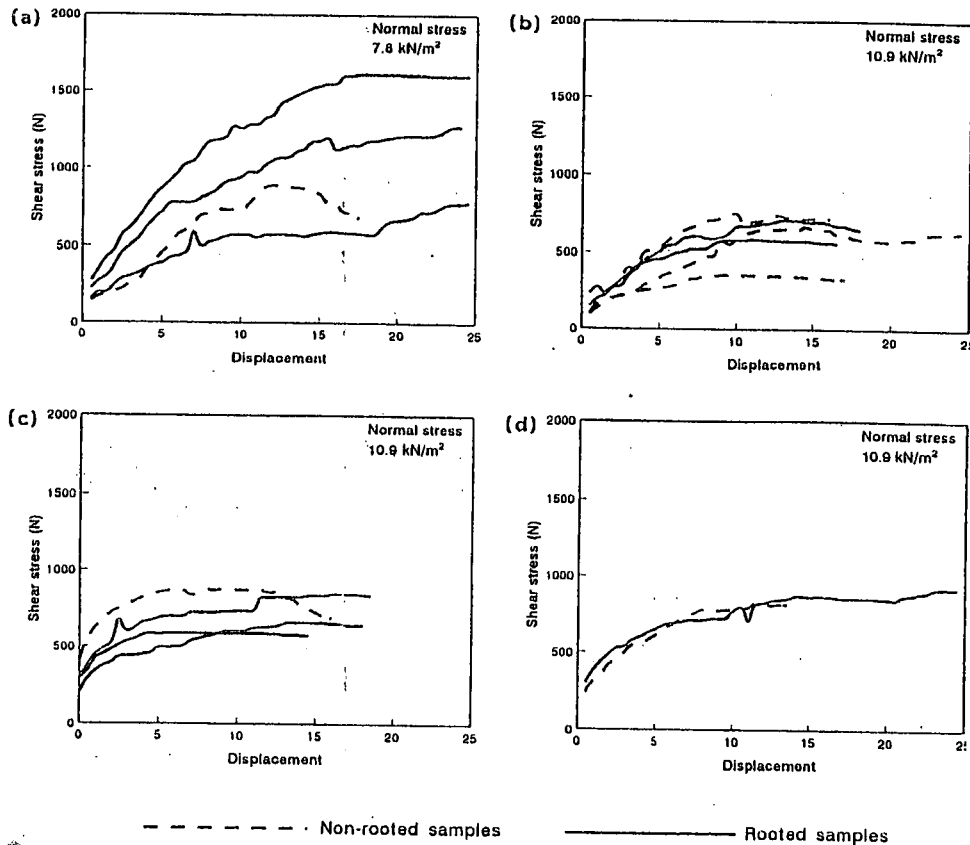 (a)
2000
1500
1000
500
0
Shear stress (N)
Normal stress
7.8 kN/m²
0 5 10 15 20 25
Displacement
(b)
2000
1500
1000
500
0
Shear stress (N)
Normal stress
10.9 kN/m²
0 5 10 15 20 25
Displacement
(c)
2000
1500
1000
500
0
Shear stress (N)
Normal stress
10.9 kN/m²
0 5 10 15 20 25
Displacement
(d)
2000
1500
1000
500
0
Shear stress (N)
Normal stress
10.9 kN/m²
0 5 10 15 20 25
Displacement
Non-rooted samples
Rooted samples